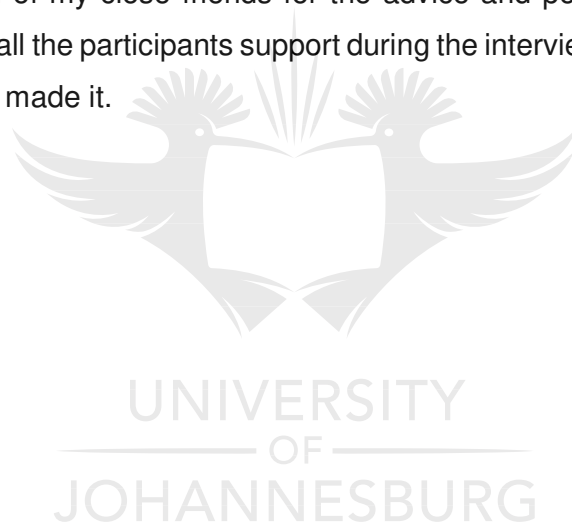 of my close friends for the advice and
all the participants support during the
made it.
UNIVERSITY
OF
JOHANNESBURG